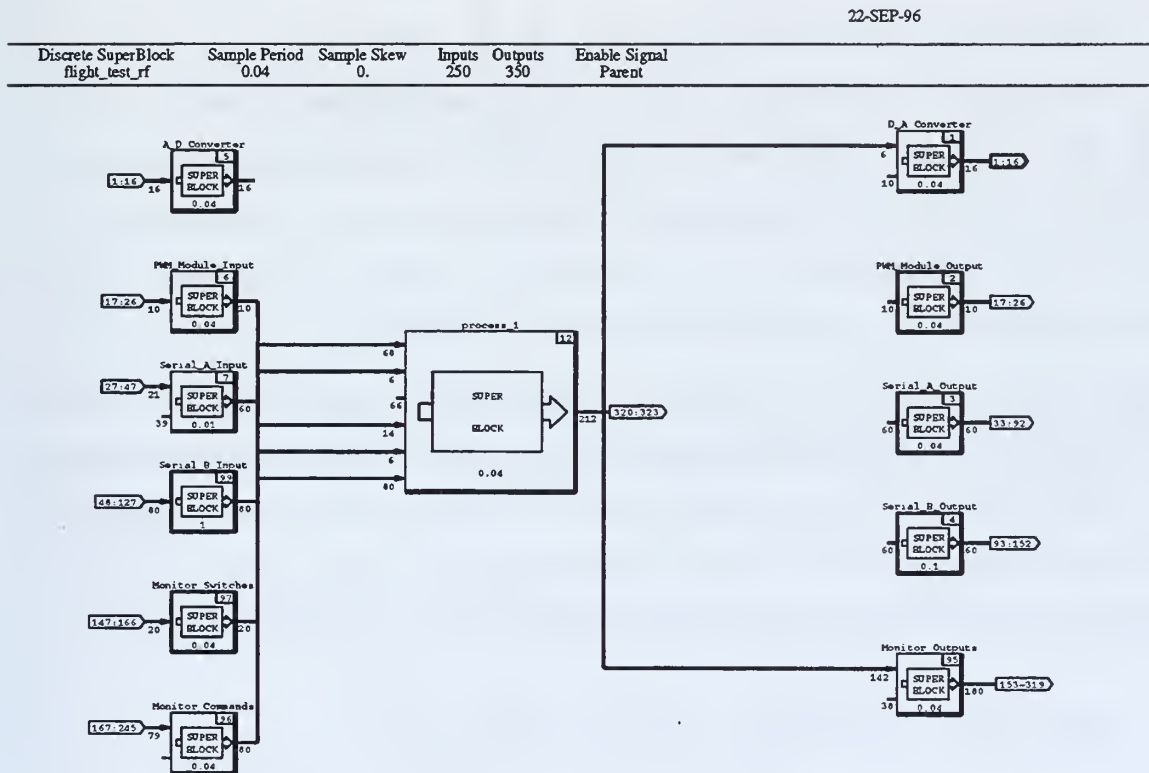 22-SEP-96
Discrete SuperBlock Sample Period Sample Skew Inputs Outputs Enable Signal
flight_test_rf 0.04 0. 250 350 Parent
A_D_Converter
5
1:16
16
SUPER
BLOCK
16
0.04
D_A_Converter
1
6
SUPER
BLOCK
16
1:16
10
0.04
PWM_Module_Input
6
17:26
10
SUPER
BLOCK
10
0.04
PWM_Module_Output
2
10
SUPER
BLOCK
10
17:26
0.04
process_1
12
68
6
66
14
6
80
SUPER
BLOCK
0.04
212
320:323
Serial_A_Input
7
27:47
21
SUPER
BLOCK
60
39
0.01
Serial_A_Output
3
60
SUPER
BLOCK
60
33:92
0.04
Serial_B_Input
99
48:127
80
SUPER
BLOCK
80
1
Serial_B_Output
4
60
SUPER
BLOCK
60
93:152
0.1
Monitor Switches
97
147:166
20
SUPER
BLOCK
20
0.04
Monitor Outputs
95
142
SUPER
BLOCK
180
153-319
38
0.04
Monitor Commands
96
167:245
79
SUPER
BLOCK
80
0.04